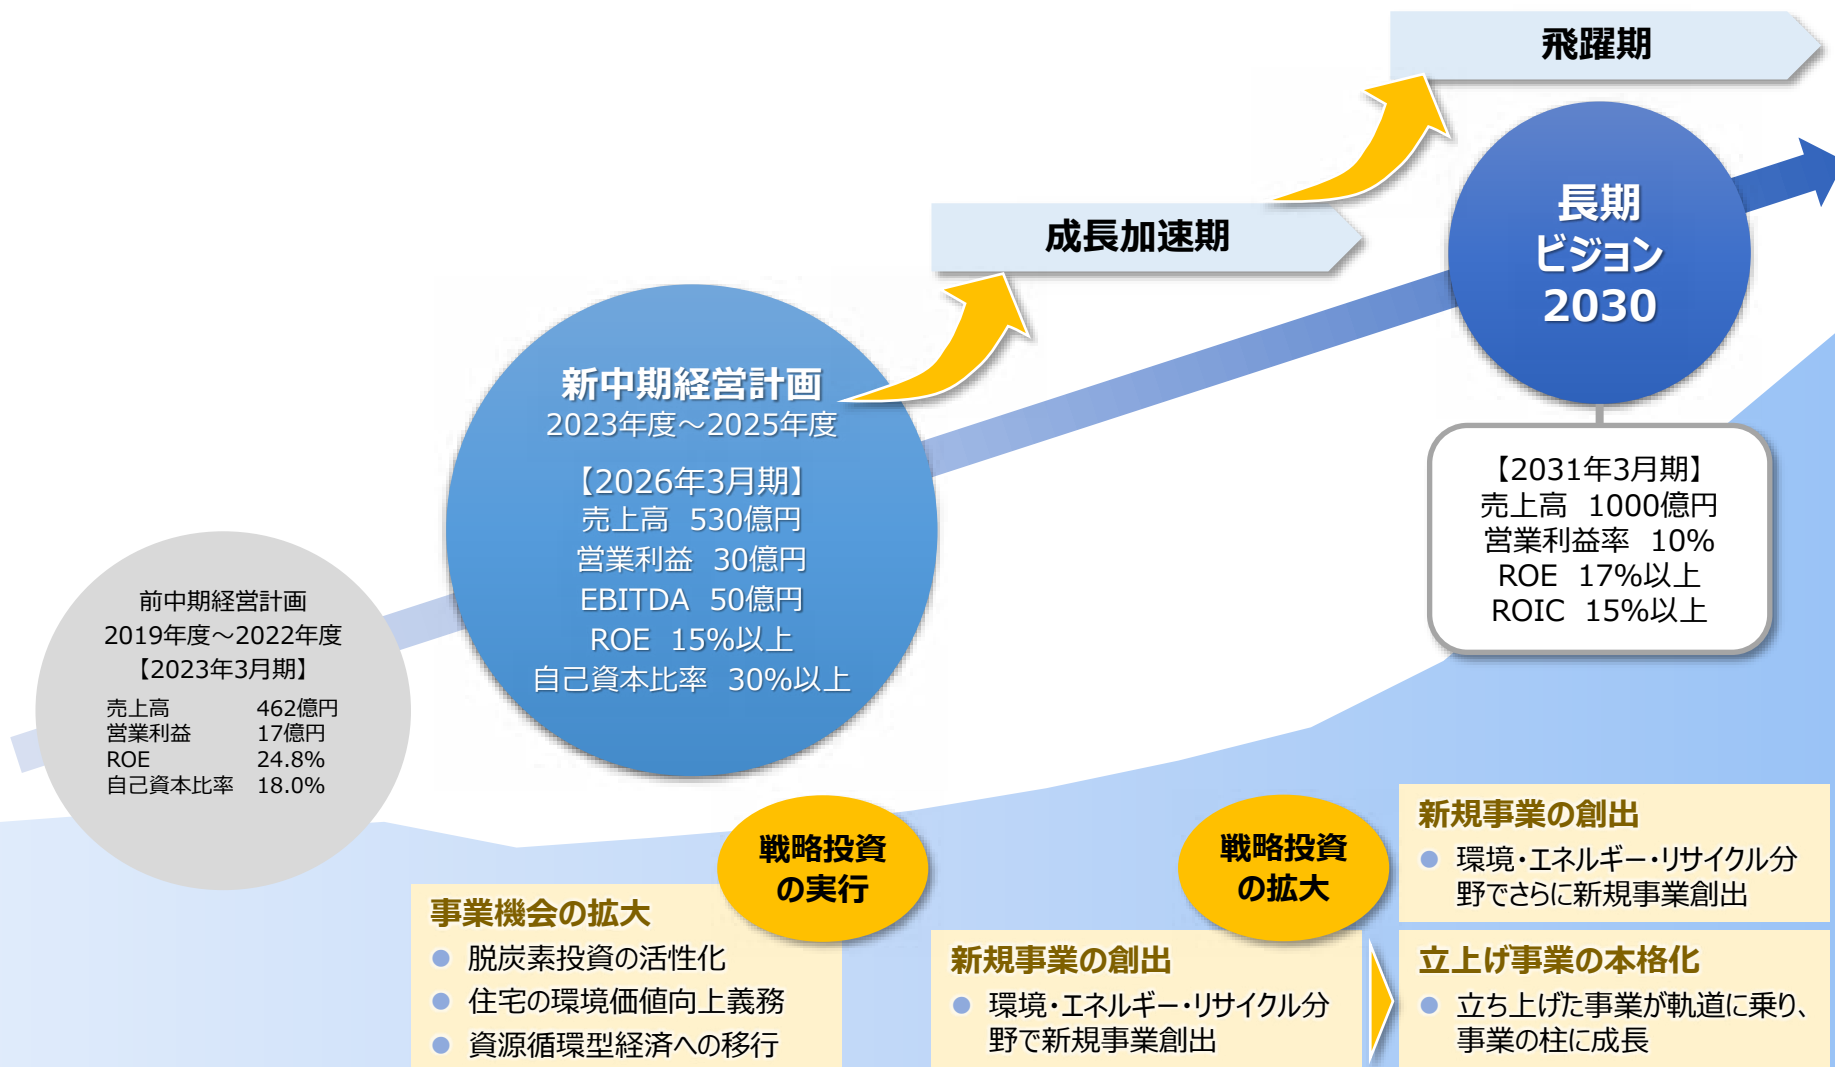 飛躍期
成長加速期
長期
ビジョン
2030
【2031年3月期】
売上高 1000億円
営業利益率 10%
ROE 17%以上
ROIC 15%以上
新中期経営計画
2023年度～2025年度
【2026年3月期】
売上高 530億円
営業利益 30億円
EBITDA 50億円
ROE 15%以上
自己資本比率 30%以上
前中期経営計画
2019年度～2022年度
【2023年3月期】
売上高 462億円
営業利益 17億円
ROE 24.8%
自己資本比率 18.0%
戦略投資
の実行
事業機会の拡大
● 脱炭素投資の活性化
● 住宅の環境価値向上義務
● 資源循環型経済への移行
戦略投資
の拡大
新規事業の創出
● 環境・エネルギー・リサイクル分
野で新規事業創出
新規事業の創出
● 環境・エネルギー・リサイクル分
野でさらに新規事業創出
立上げ事業の本格化
● 立ち上げた事業が軌道に乗り、
事業の柱に成長